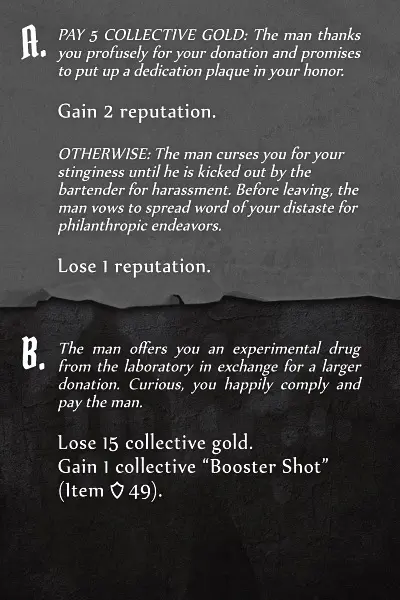 A. PAY 5 COLLECTIVE GOLD: The man thanks
you profusely for your donation and promises
to put up a dedication plaque in your honor.
Gain 2 reputation.
OTHERWISE: The man curses you for your
stinginess until he is kicked out by the
bartender for harassment. Before leaving, the
man vows to spread word of your distaste for
philanthropic endeavors.
Lose 1 reputation.
B. The man offers you an experimental drug
from the laboratory in exchange for a larger
donation. Curious, you happily comply and
pay the man.
Lose 15 collective gold.
Gain 1 collective “Booster Shot”
(Item 49).